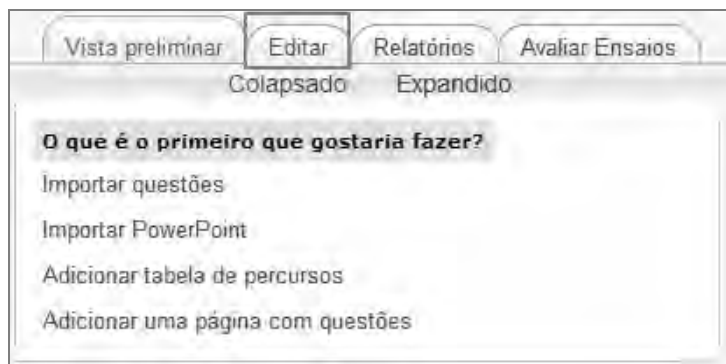 Vista preliminar Editar Relatórios Avaliar Ensaios
Colapsado Expandido
O que é o primeiro que gostaria fazer?
Importar questões
Importar PowerPoint
Adicionar tabela de percursos
Adicionar uma página com questões